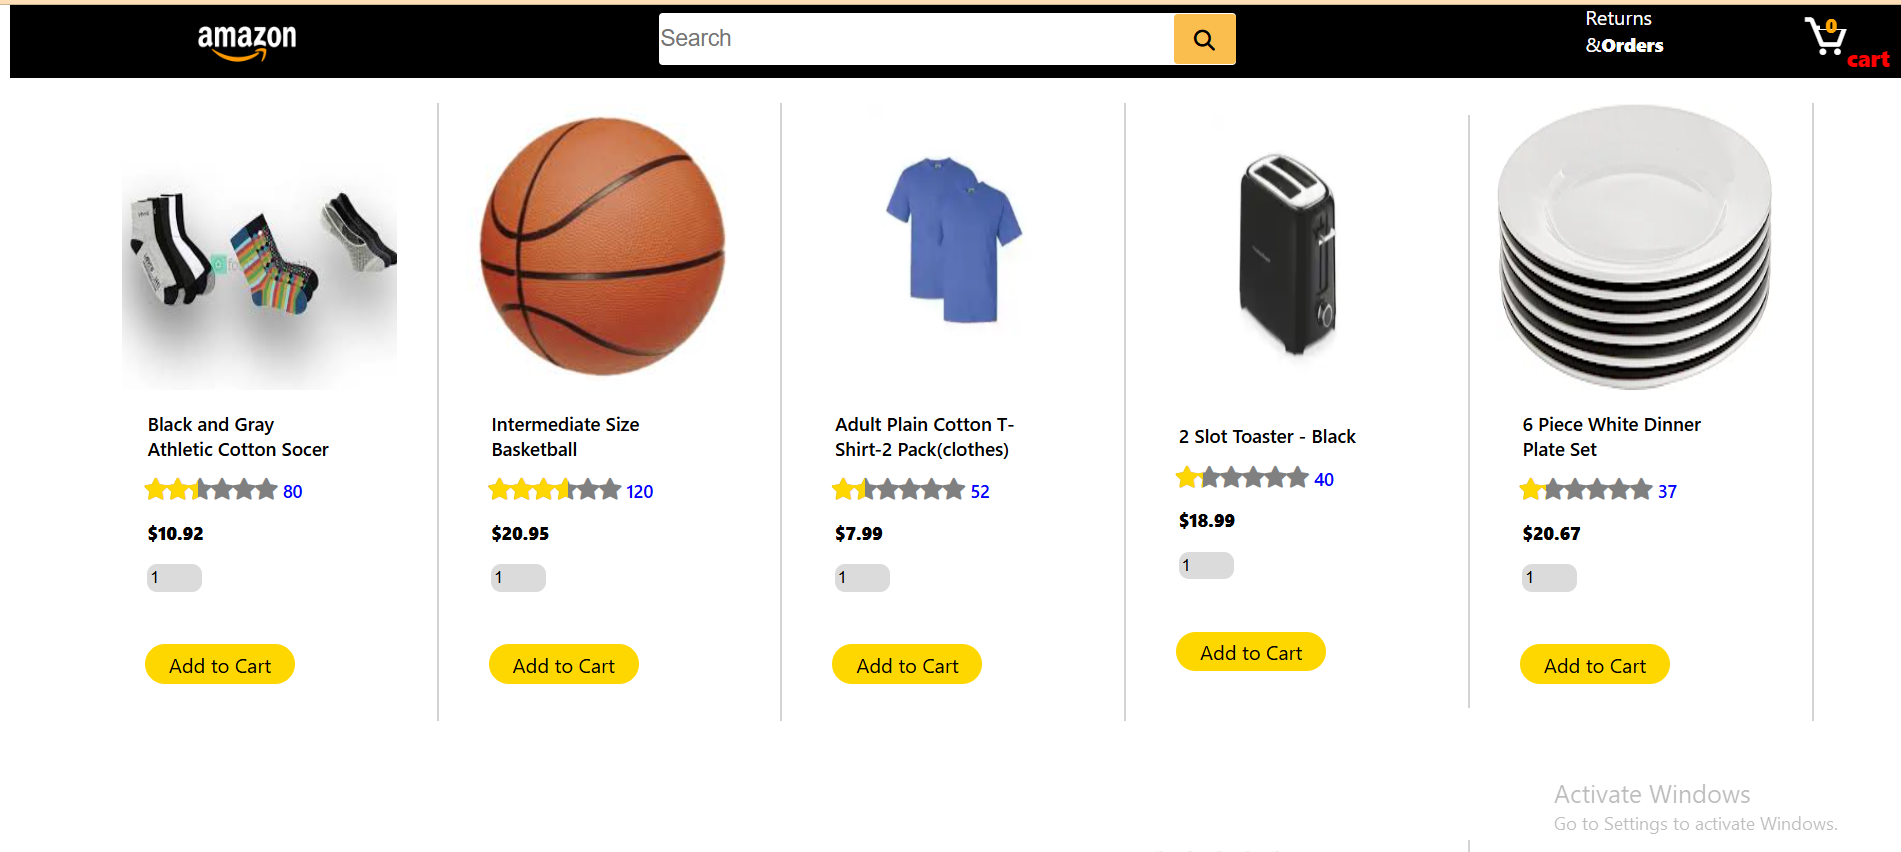 amazon
Search
Returns
&Orders
0
cart
Black and Gray
Athletic Cotton Socer
80
$10.92
1
Add to Cart
Intermediate Size
Basketball
120
$20.95
1
Add to Cart
Adult Plain Cotton T-
Shirt-2 Pack(clothes)
52
$7.99
1
Add to Cart
2 Slot Toaster - Black
40
$18.99
1
Add to Cart
6 Piece White Dinner
Plate Set
37
$20.67
1
Add to Cart
Activate Windows
Go to Settings to activate Windows.